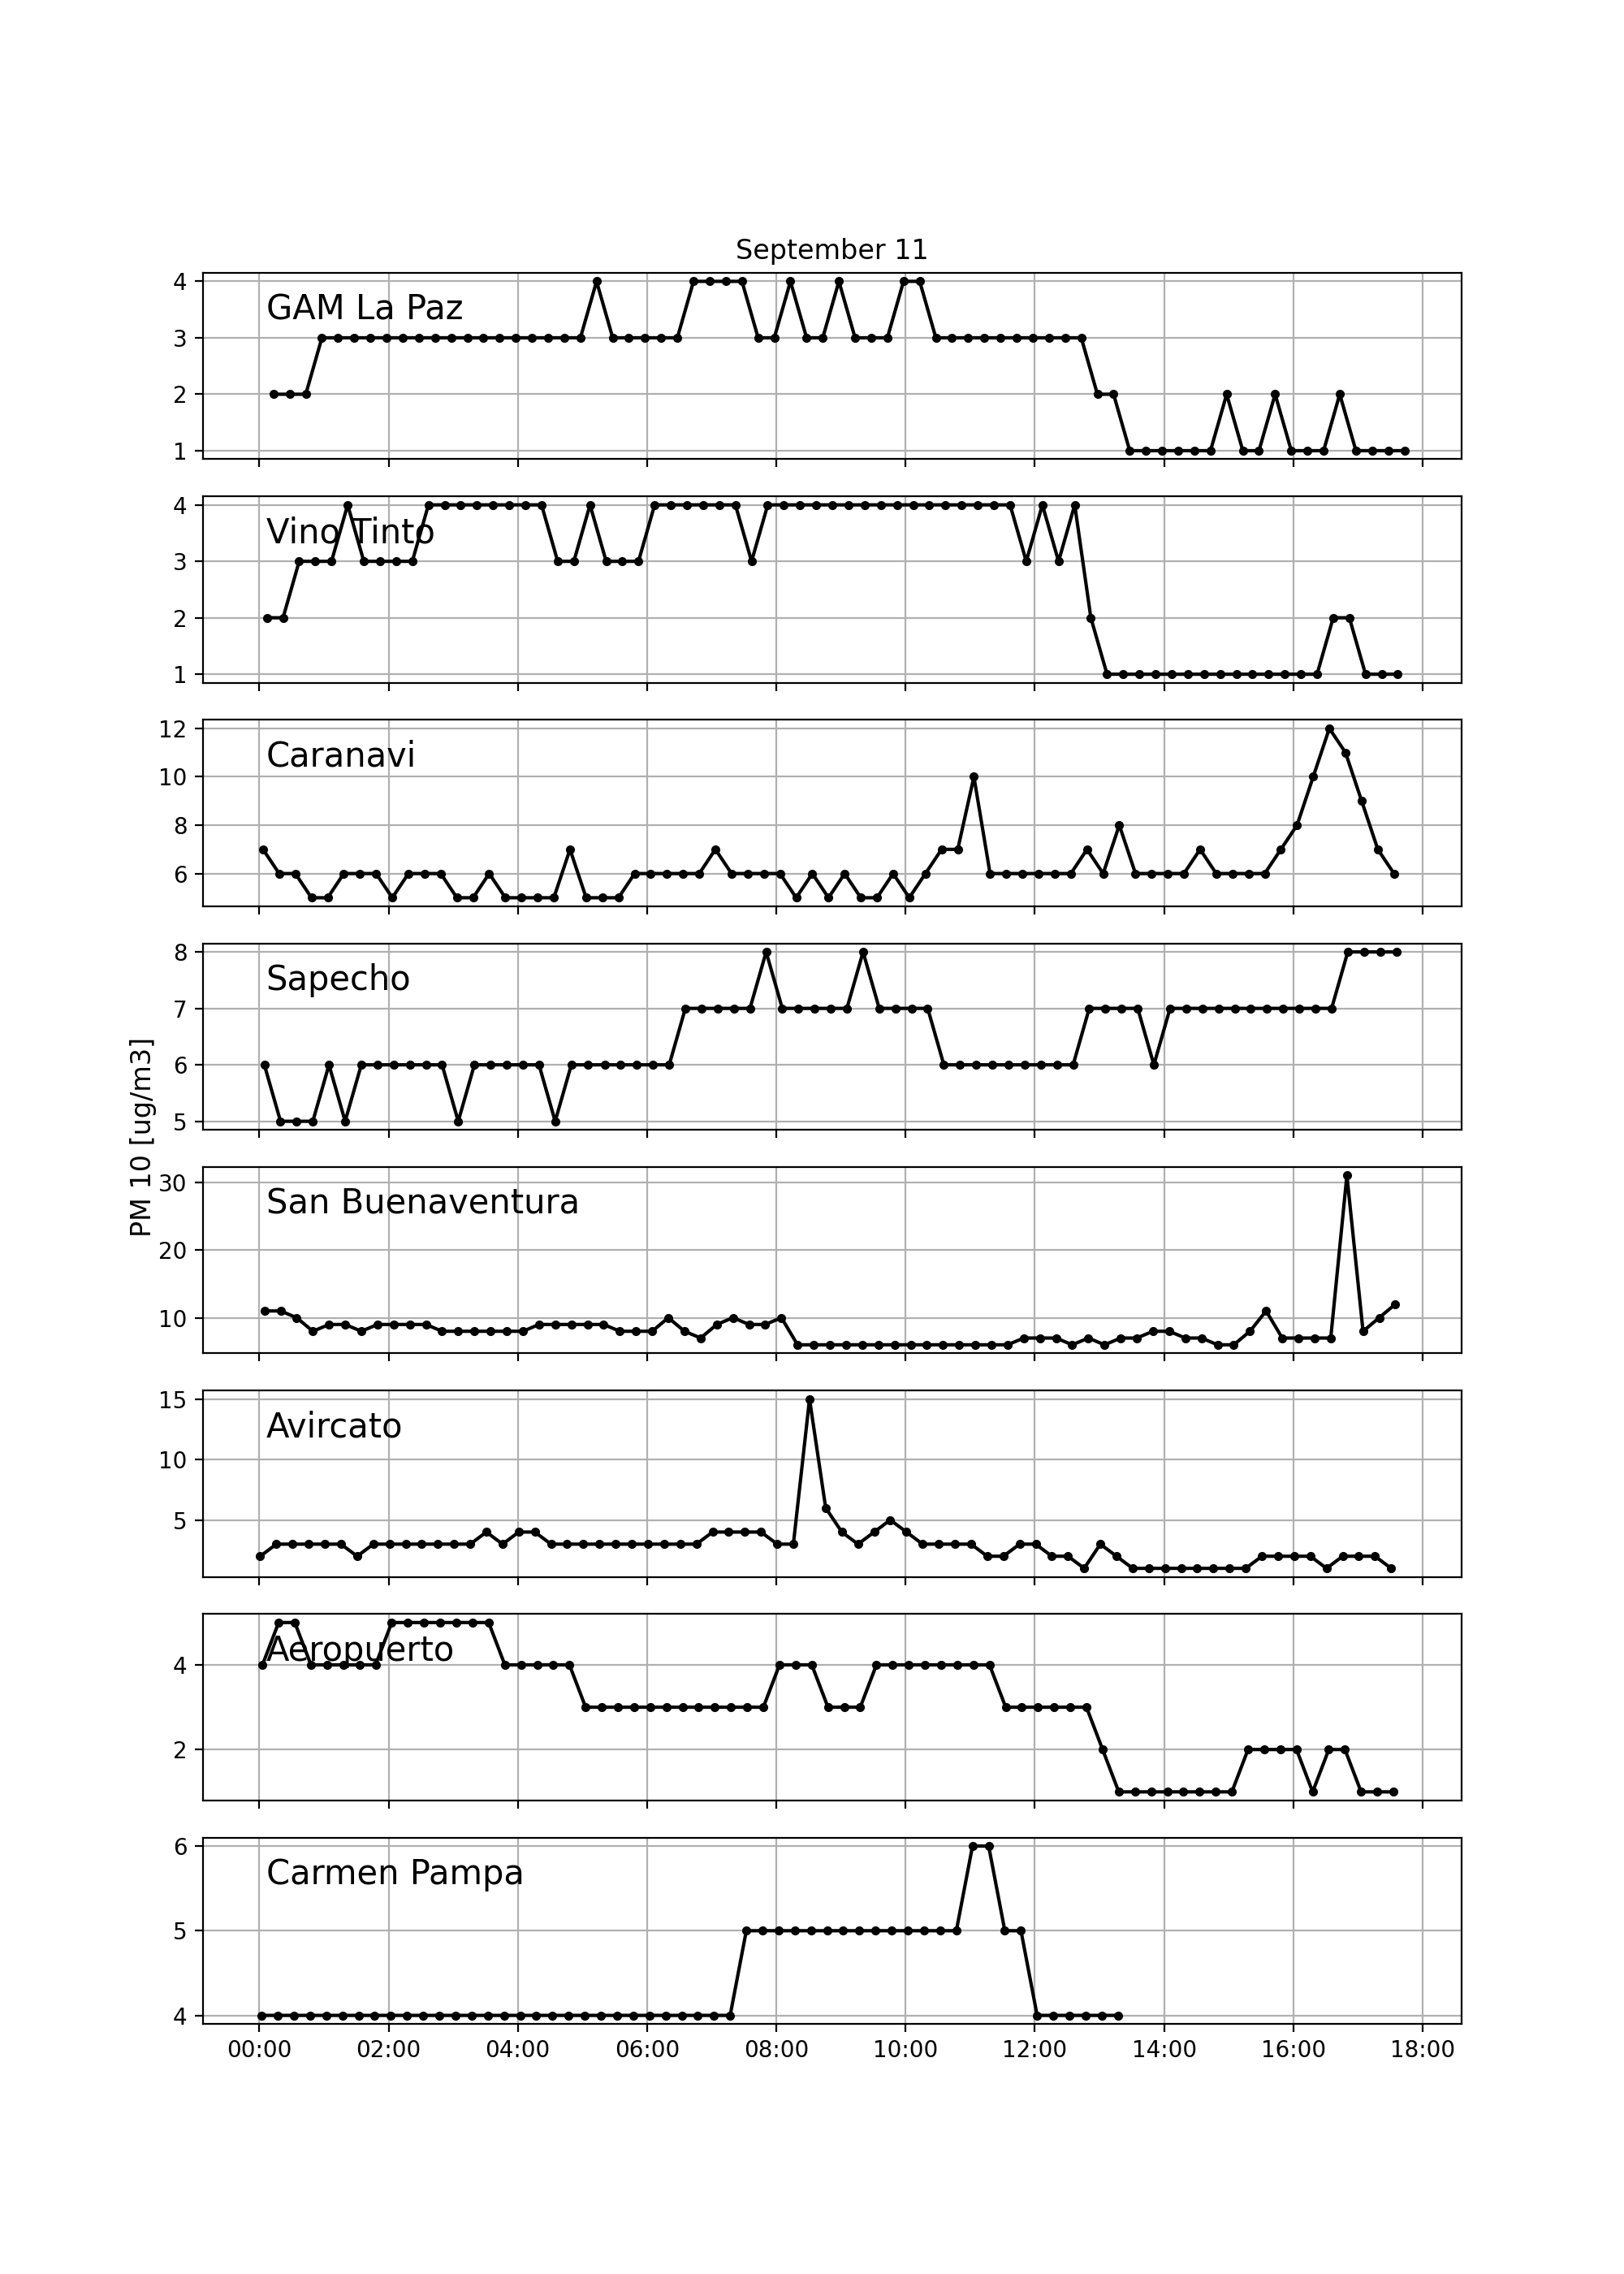 September 11
4
GAM La Paz
3
2
1
4
Vino Tinto
3
2
1
12
Caranavi
10
8
6
8
Sapecho
7
6
5
PM 10 [ug/m3]
30
San Buenaventura
20
10
15
Avircato
10
5
Aeropuerto
4
2
6
Carmen Pampa
5
4
00:00 02:00 04:00 06:00 08:00 10:00 12:00 14:00 16:00 18:00